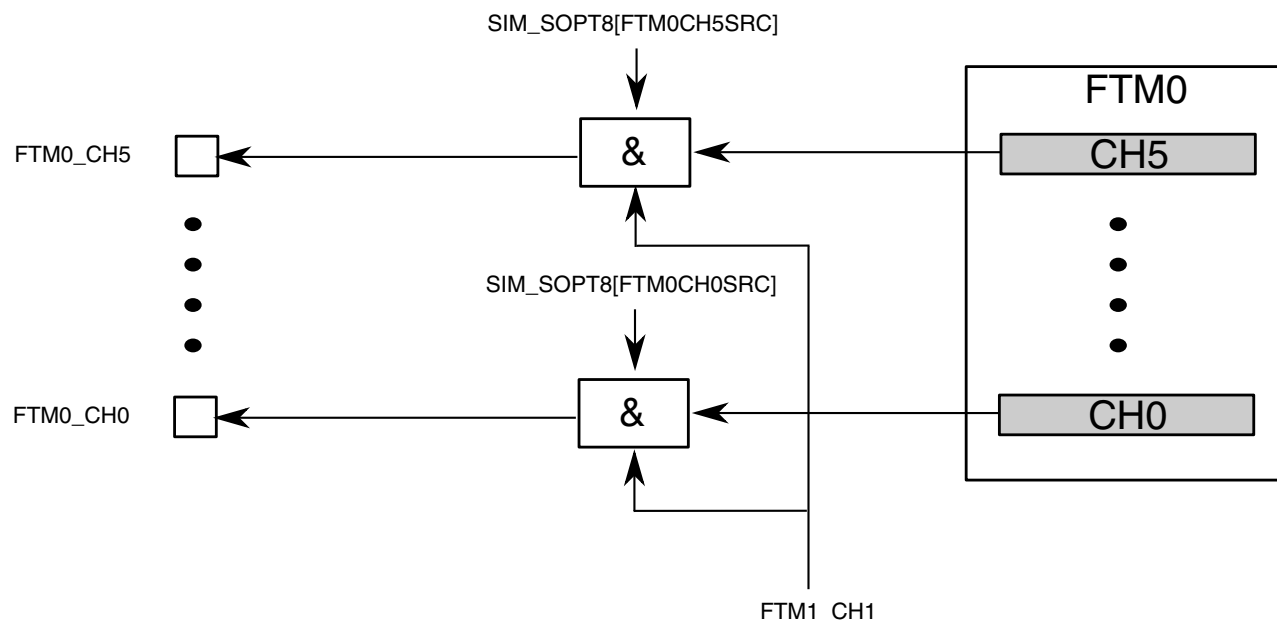 SIM_SOPT8[FTM0CH5SRC]
FTM0
FTM0_CH5
&
CH5
SIM_SOPT8[FTM0CH0SRC]
FTM0_CH0
&
CH0
FTM1_CH1